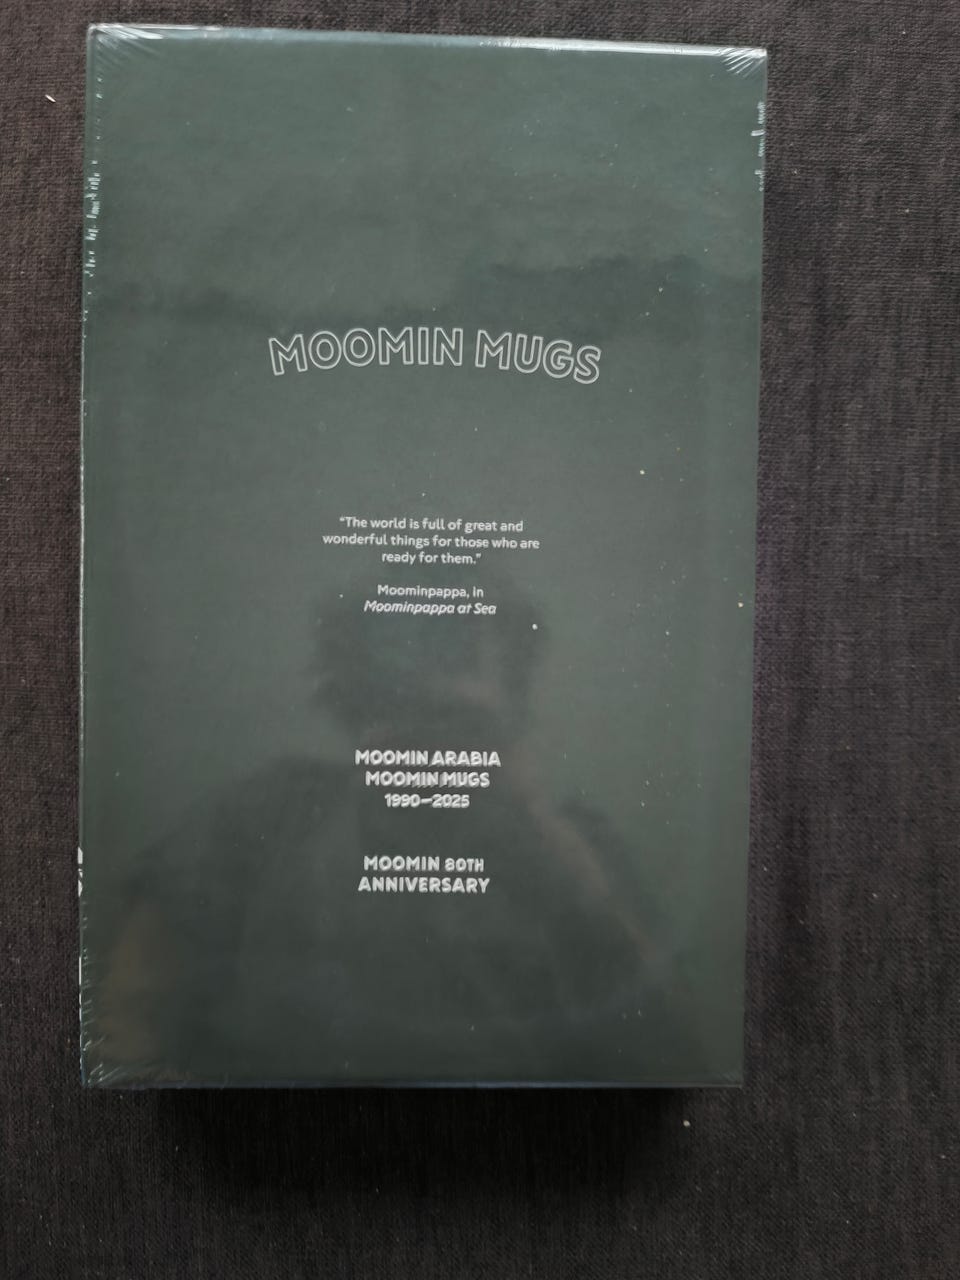 MOOMIN MUGS
"The world is full of great and
wonderful things for those who are
ready for them."
Moominpappa, in
Moominpappa at Sea
MOOMIN ARABIA
MOOMIN MUGS
1990–2025
MOOMIN 80TH
ANNIVERSARY